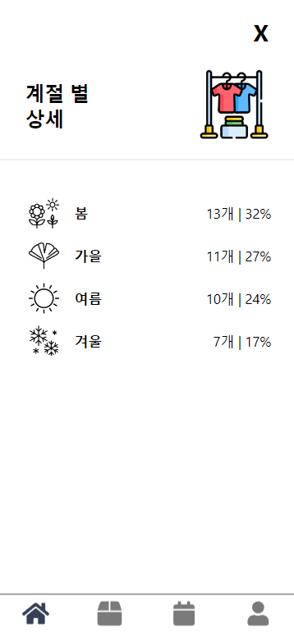 X
계절 별
상세
봄 13개 | 32%
가을 11개 | 27%
여름 10개 | 24%
겨울 7개 | 17%